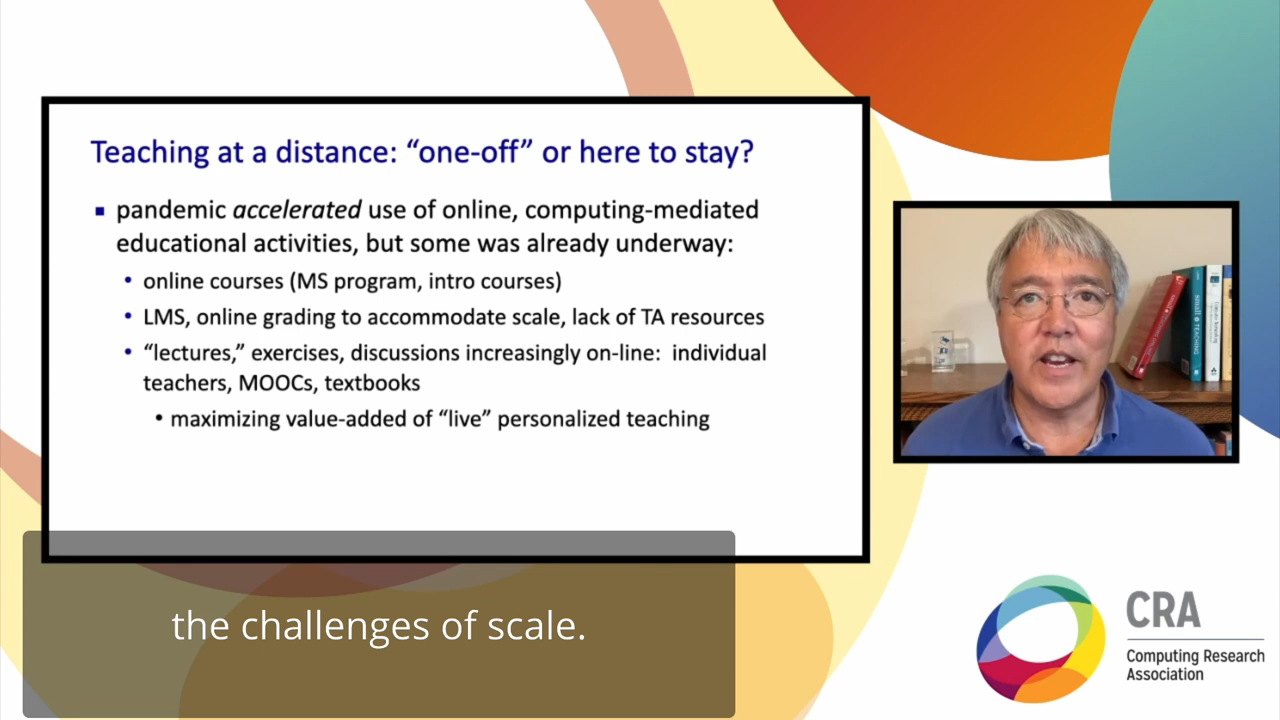 Teaching at a distance: “one-off” or here to stay?
▪ pandemic accelerated use of online, computing-mediated
educational activities, but some was already underway:
• online courses (MS program, intro courses)
• LMS, online grading to accommodate scale, lack of TA resources
• “lectures,” exercises, discussions increasingly on-line: individual
teachers, MOOCs, textbooks
• maximizing value-added of “live” personalized teaching
the challenges of scale.
CRA
Computing Research
Association